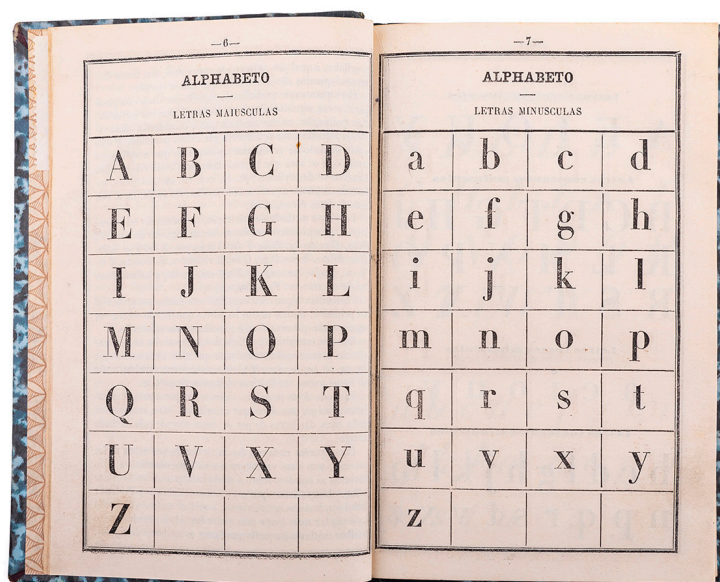 —6—
ALPHABETO
LETRAS MAIUSCULAS
A B C D
E F G H
I J K L
M N O P
Q R S T
U V X Y
Z
—7—
ALPHABETO
LETRAS MINUSCULAS
a b c d
e f g h
i j k l
m n o p
q r s t
u v x y
z